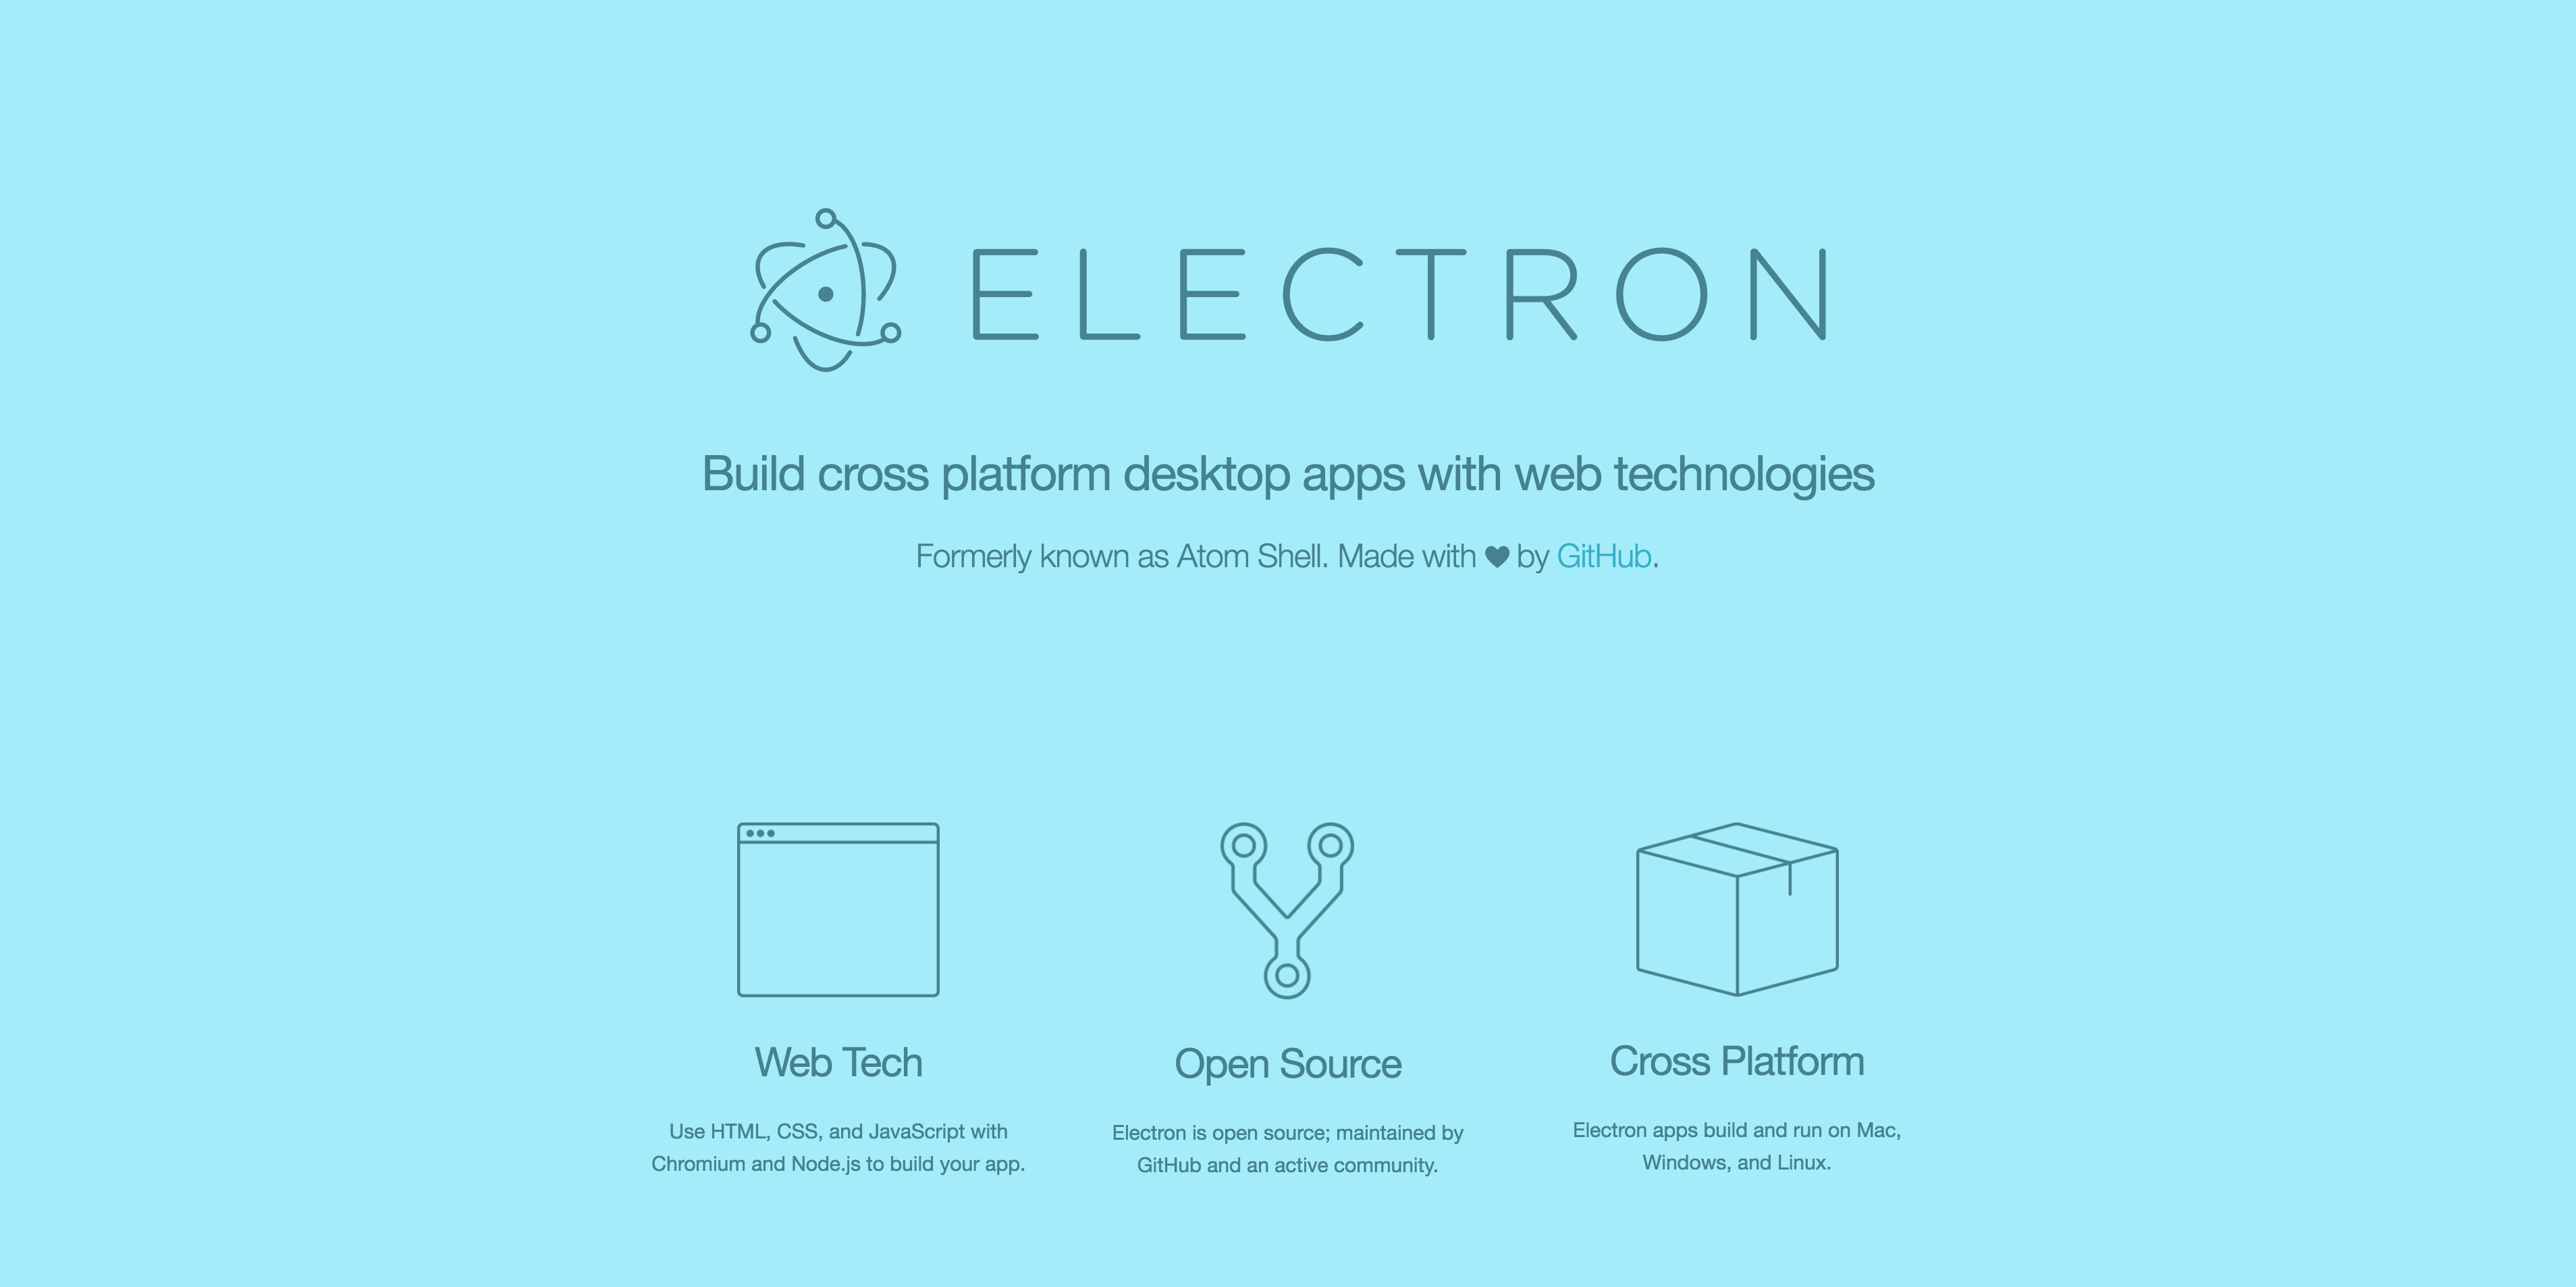 ELECTRON
Build cross platform desktop apps with web technologies
Formerly known as Atom Shell. Made with ♥ by GitHub.
Web Tech
Use HTML, CSS, and JavaScript with
Chromium and Node.js to build your app.
Open Source
Electron is open source; maintained by
GitHub and an active community.
Cross Platform
Electron apps build and run on Mac,
Windows, and Linux.